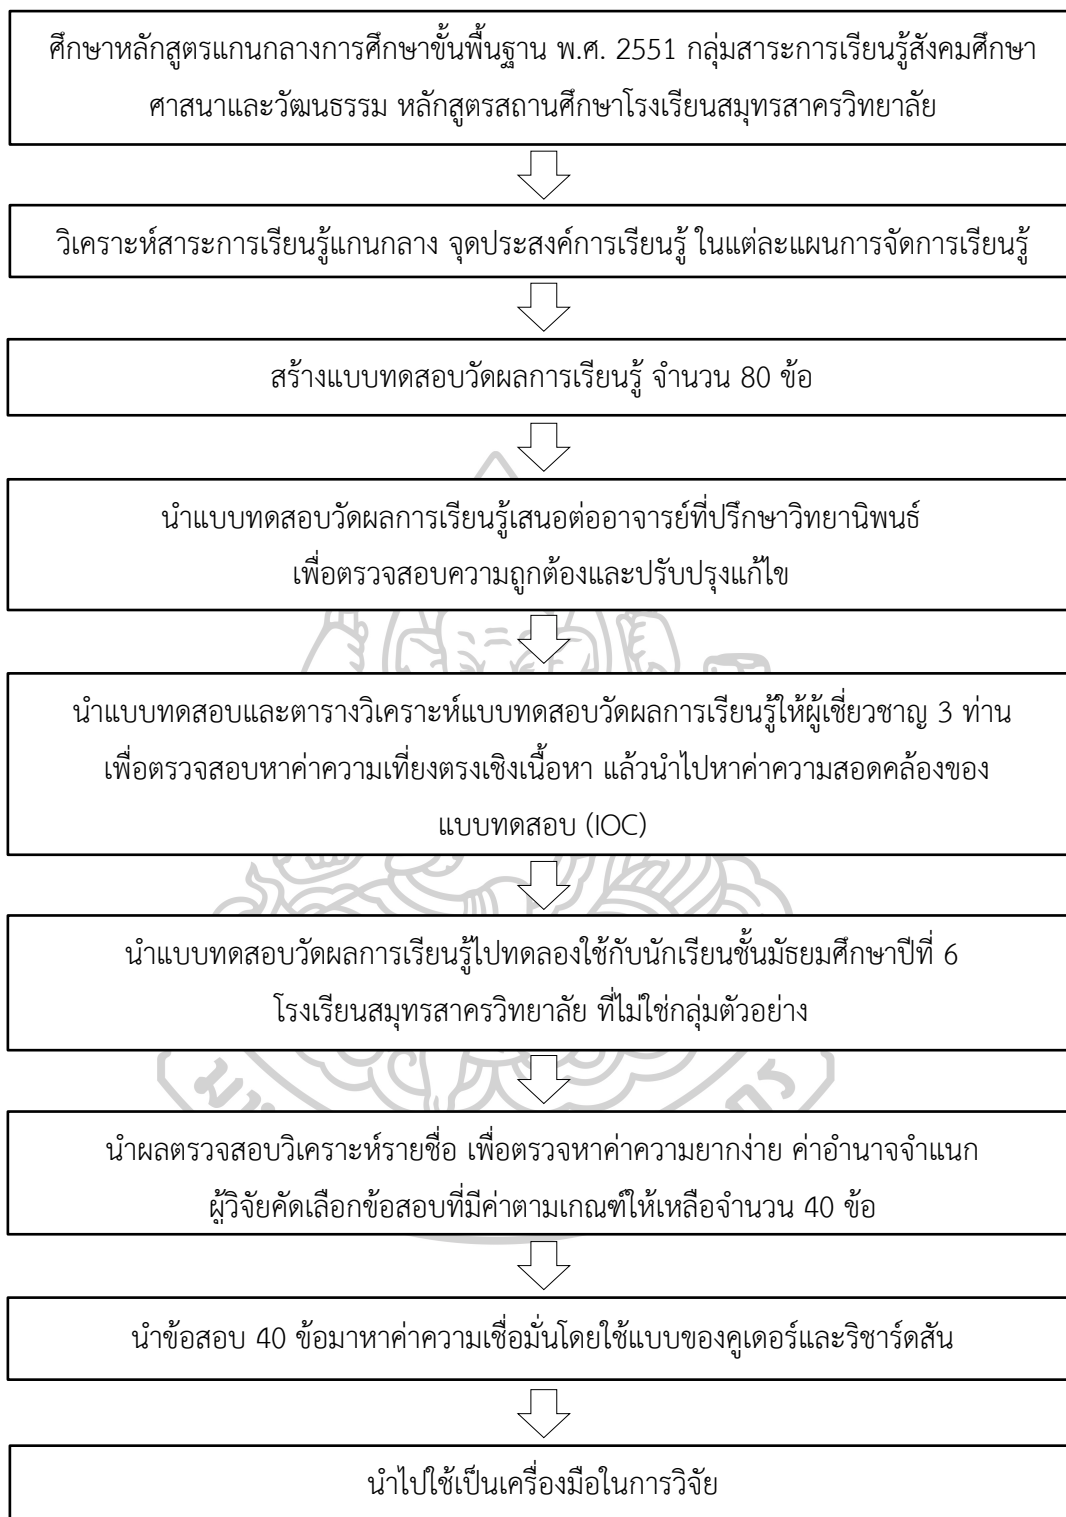 ศึกษาหลักสูตรแกนกลางการศึกษาขั้นพื้นฐาน พ.ศ. 2551 กลุ่มสาระการเรียนรู้สังคมศึกษา
ศาสนาและวัฒนธรรม หลักสูตรสถานศึกษาโรงเรียนสมุทรสาครวิทยาลัย
วิเคราะห์สาระการเรียนรู้แกนกลาง จุดประสงค์การเรียนรู้ ในแต่ละแผนการจัดการเรียนรู้
สร้างแบบทดสอบวัดผลการเรียนรู้ จำนวน 80 ข้อ
นำแบบทดสอบวัดผลการเรียนรู้เสนอต่ออาจารย์ที่ปรึกษาวิทยานิพนธ์
เพื่อตรวจสอบความถูกต้องและปรับปรุงแก้ไข
นำแบบทดสอบและตารางวิเคราะห์แบบทดสอบวัดผลการเรียนรู้ให้ผู้เชี่ยวชาญ 3 ท่าน
เพื่อตรวจสอบหาค่าความเที่ยงตรงเชิงเนื้อหา แล้วนำไปหาค่าความสอดคล้องของ
แบบทดสอบ (IOC)
นำแบบทดสอบวัดผลการเรียนรู้ไปทดลองใช้กับนักเรียนชั้นมัธยมศึกษาปีที่ 6
โรงเรียนสมุทรสาครวิทยาลัย ที่ไม่ใช่กลุ่มตัวอย่าง
นำผลตรวจสอบวิเคราะห์รายชื่อ เพื่อตรวจหาค่าความยากง่าย ค่าอำนาจจำแนก
ผู้วิจัยคัดเลือกข้อสอบที่มีค่าตามเกณฑ์ให้เหลือจำนวน 40 ข้อ
นำข้อสอบ 40 ข้อมาหาค่าความเชื่อมั่นโดยใช้แบบของคูเดอร์และริชาร์ดสัน
นำไปใช้เป็นเครื่องมือในการวิจัย